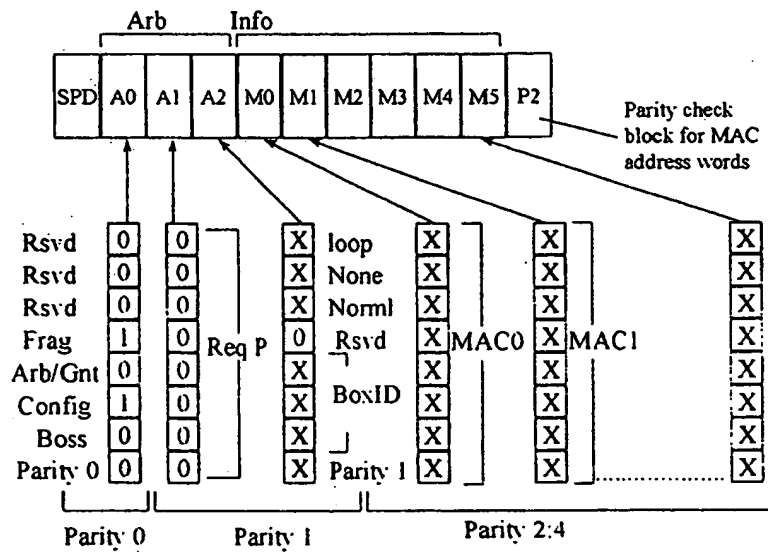 Arb Info
SPD A0 A1 A2 M0 M1 M2 M3 M4 M5 P2
Parity check
block for MAC
address words
Rsvd 0 0 X loop X X X
Rsvd 0 0 X None X X X
Rsvd 0 0 X Norml X X X
Frag 1 0 Req P 0 Rsvd X MAC0 X MAC1 X
Arb/Gnt 0 0 X X X X
Config 1 0 X BoxID X X X
Boss 0 0 X X X X
Parity 0 0 0 X Parity 1 X X X
Parity 0 Parity 1 Parity 2:4